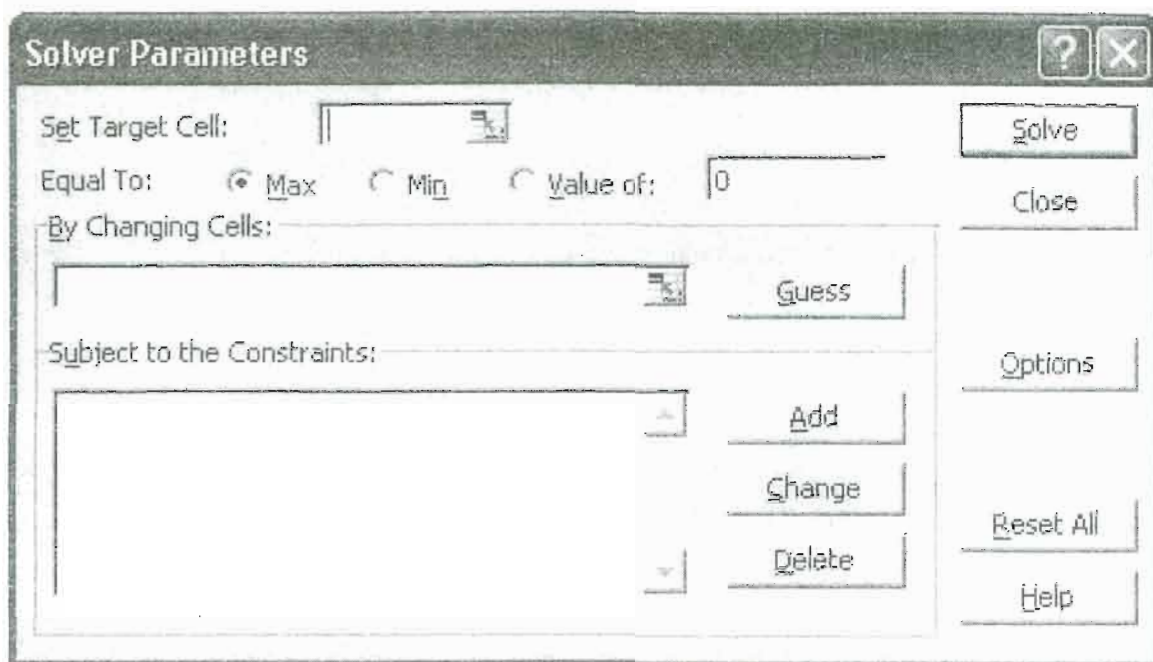 Solver Parameters
Set Target Cell:
Solve
Equal To: Max Min Value of: 0
Close
By Changing Cells:
Guess
Subject to the Constraints:
Options
Add
Change
Reset All
Delete
Help